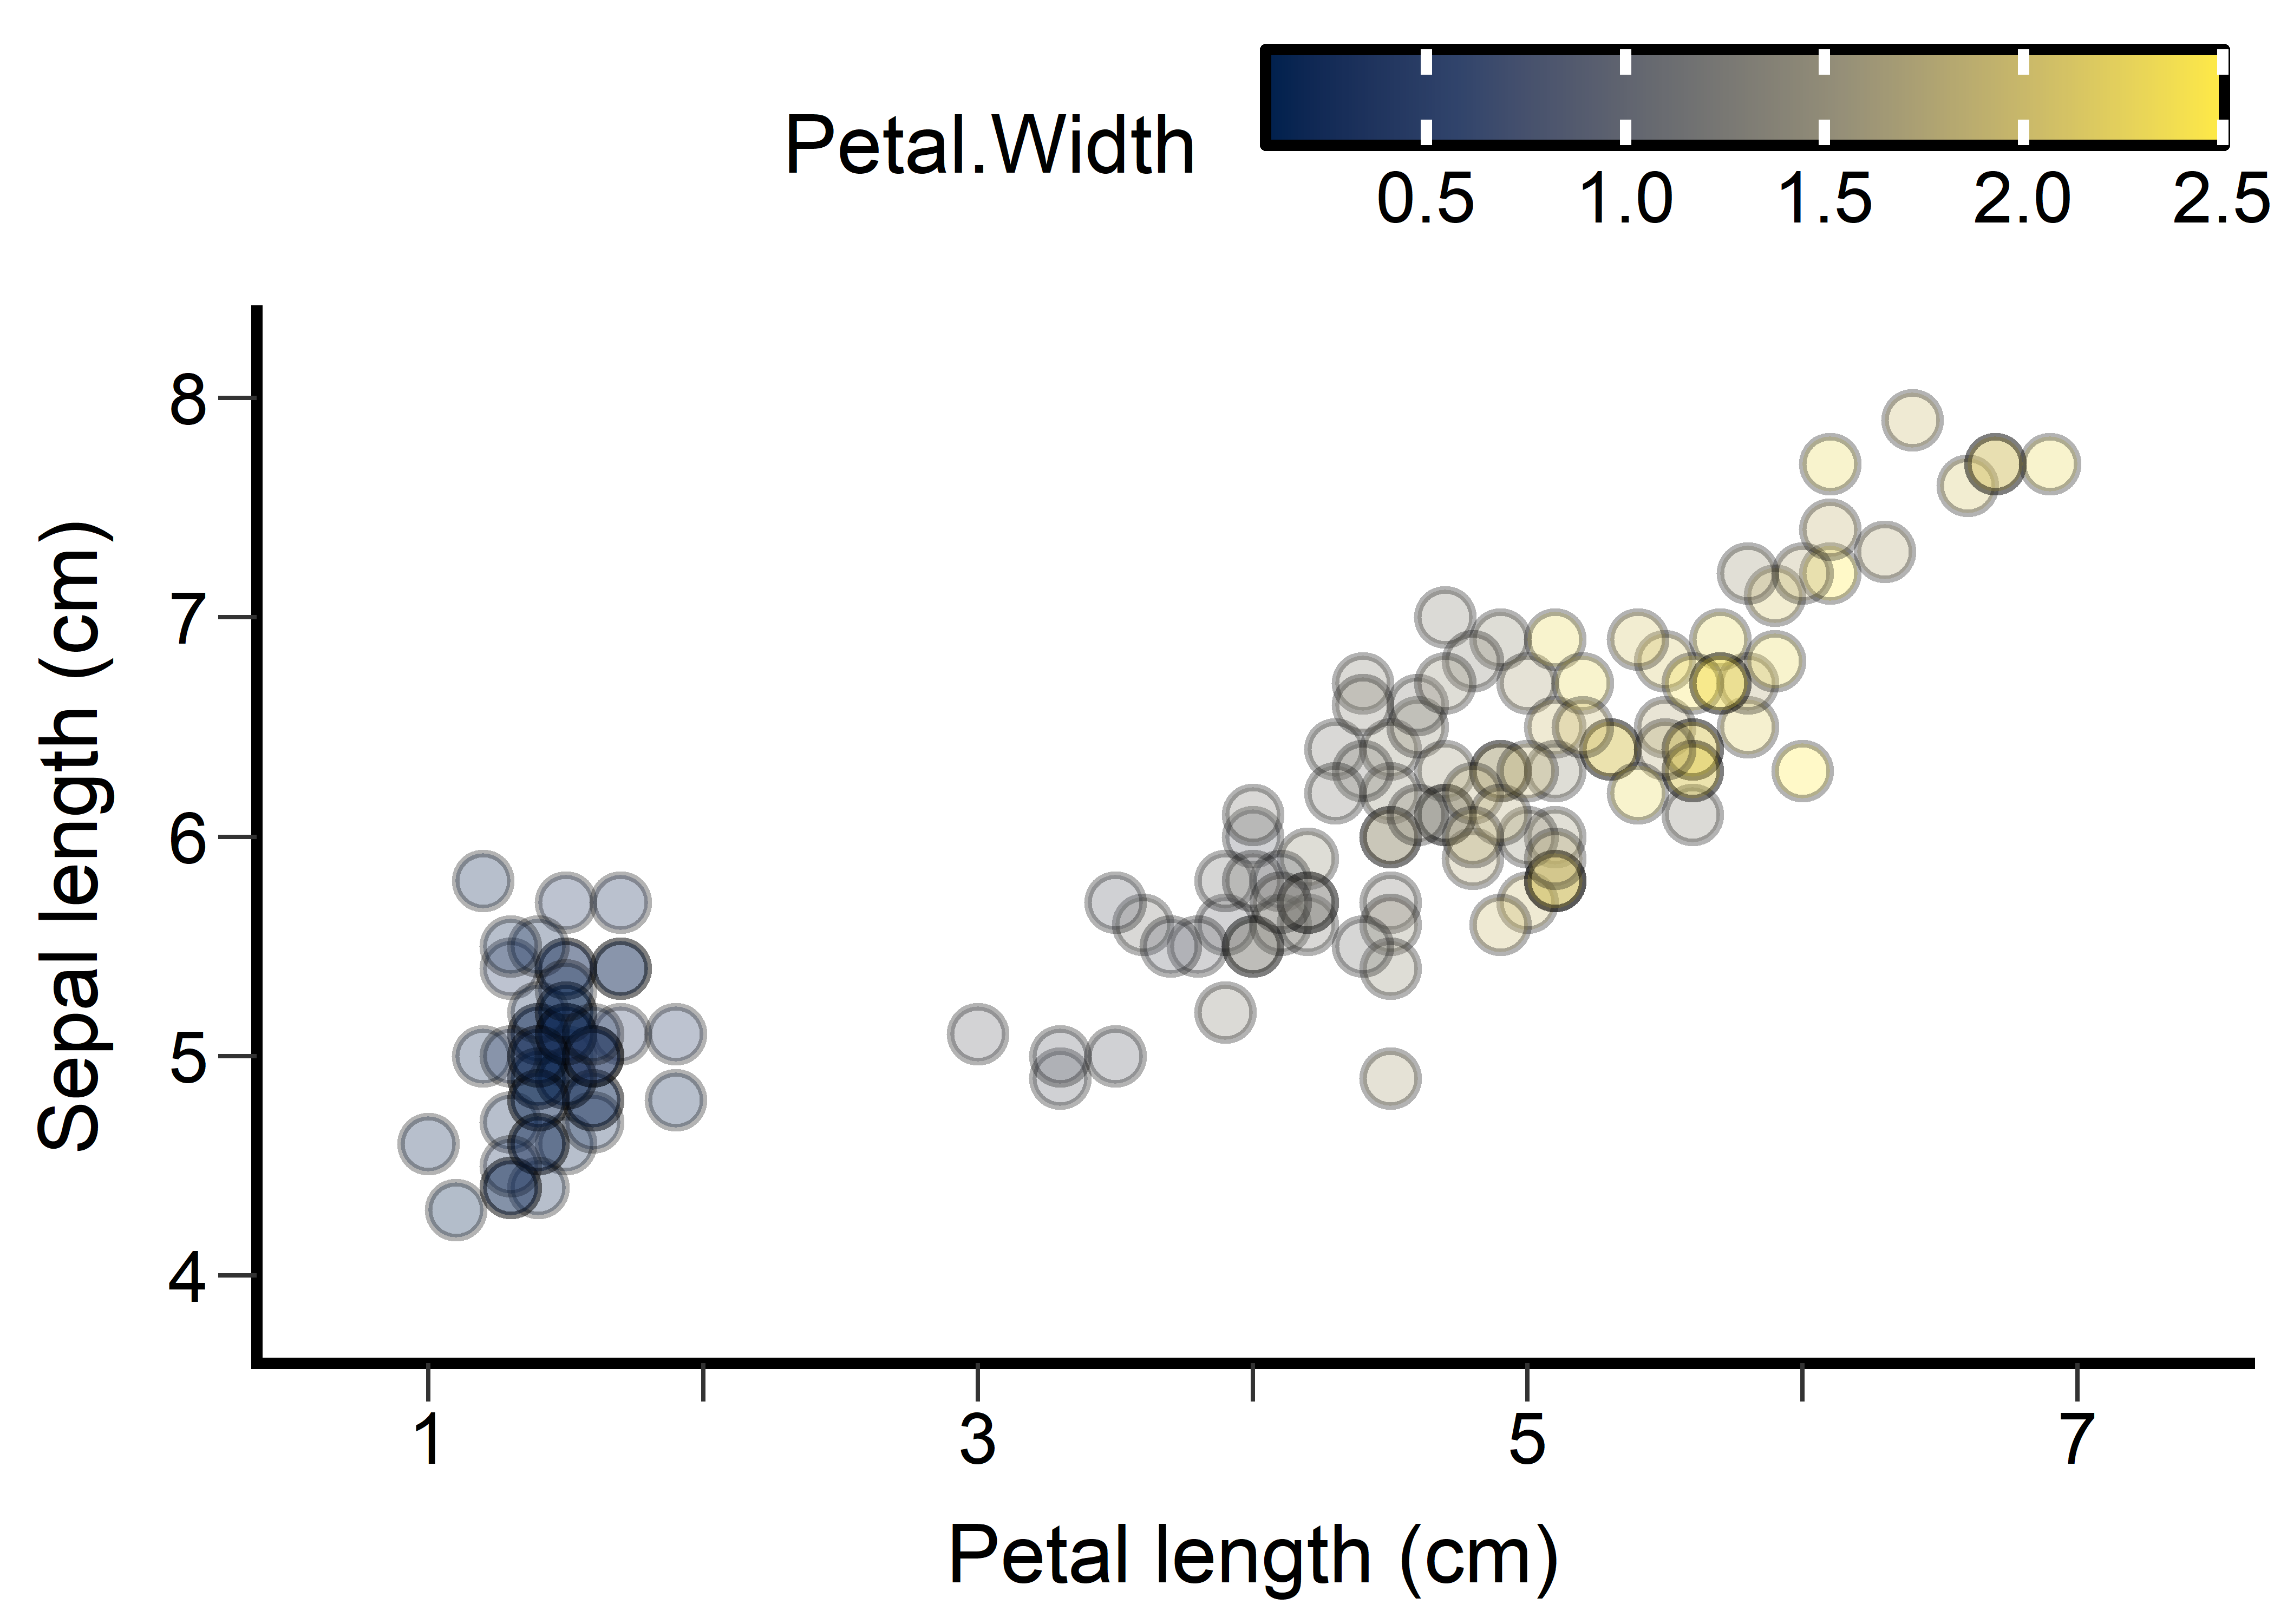 Petal.Width
0.5 1.0 1.5 2.0 2.5
Sepal length (cm)
8
7
6
5
4
1 3 5 7
Petal length (cm)